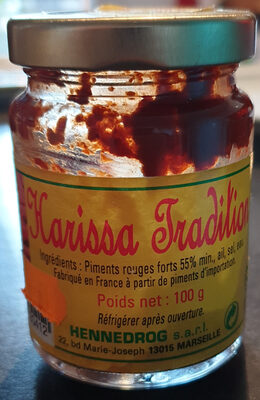 Harissa Tradition
Ingrédients : Piments rouges forts 55% min., ail, sel, eau
Fabriqué en France à partir de piments d'importation.
Poids net : 100 g
Réfrigérer après ouverture.
HENNEDROG s.a.r.l.
22, bd Marie-Joseph 13015 MARSEILLE